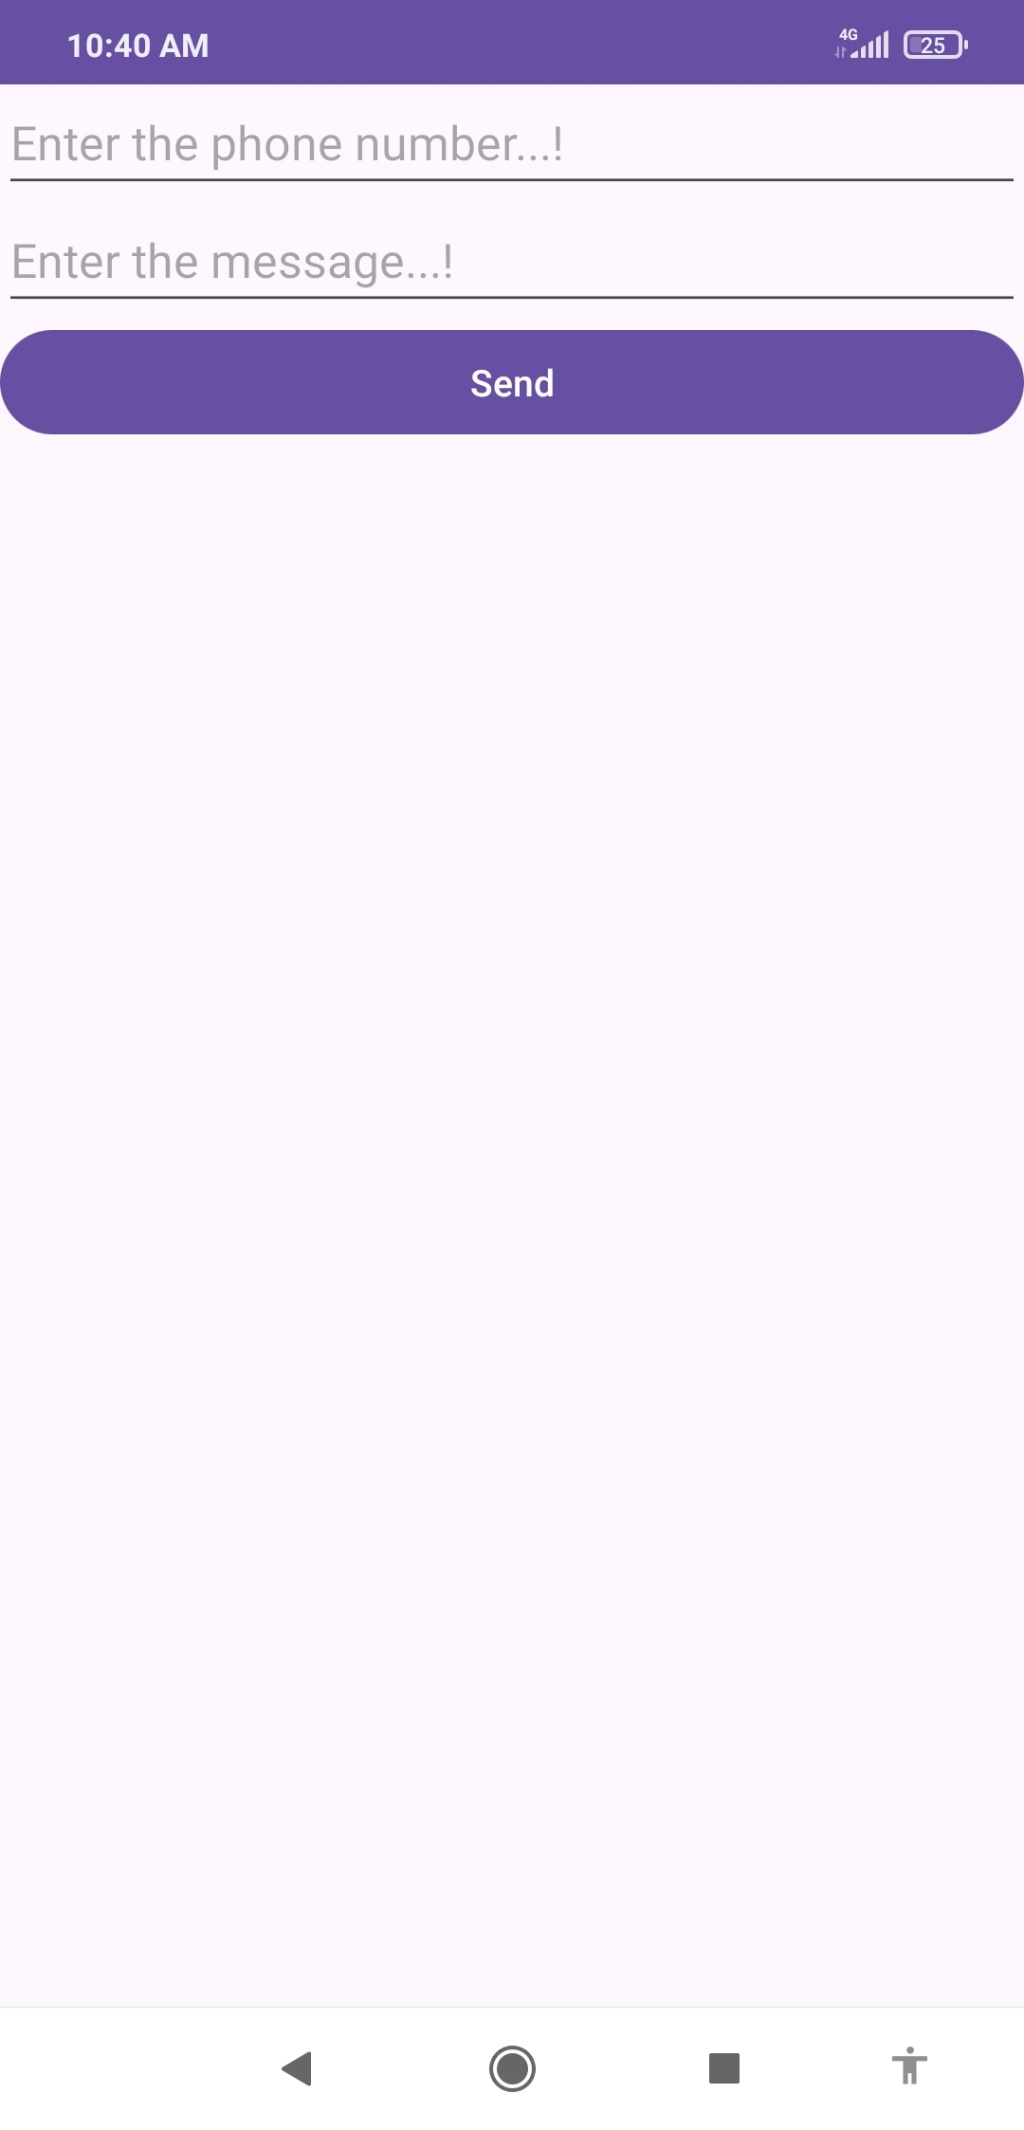 10:40 AM 4G 25
Enter the phone number...!
Enter the message...!
Send